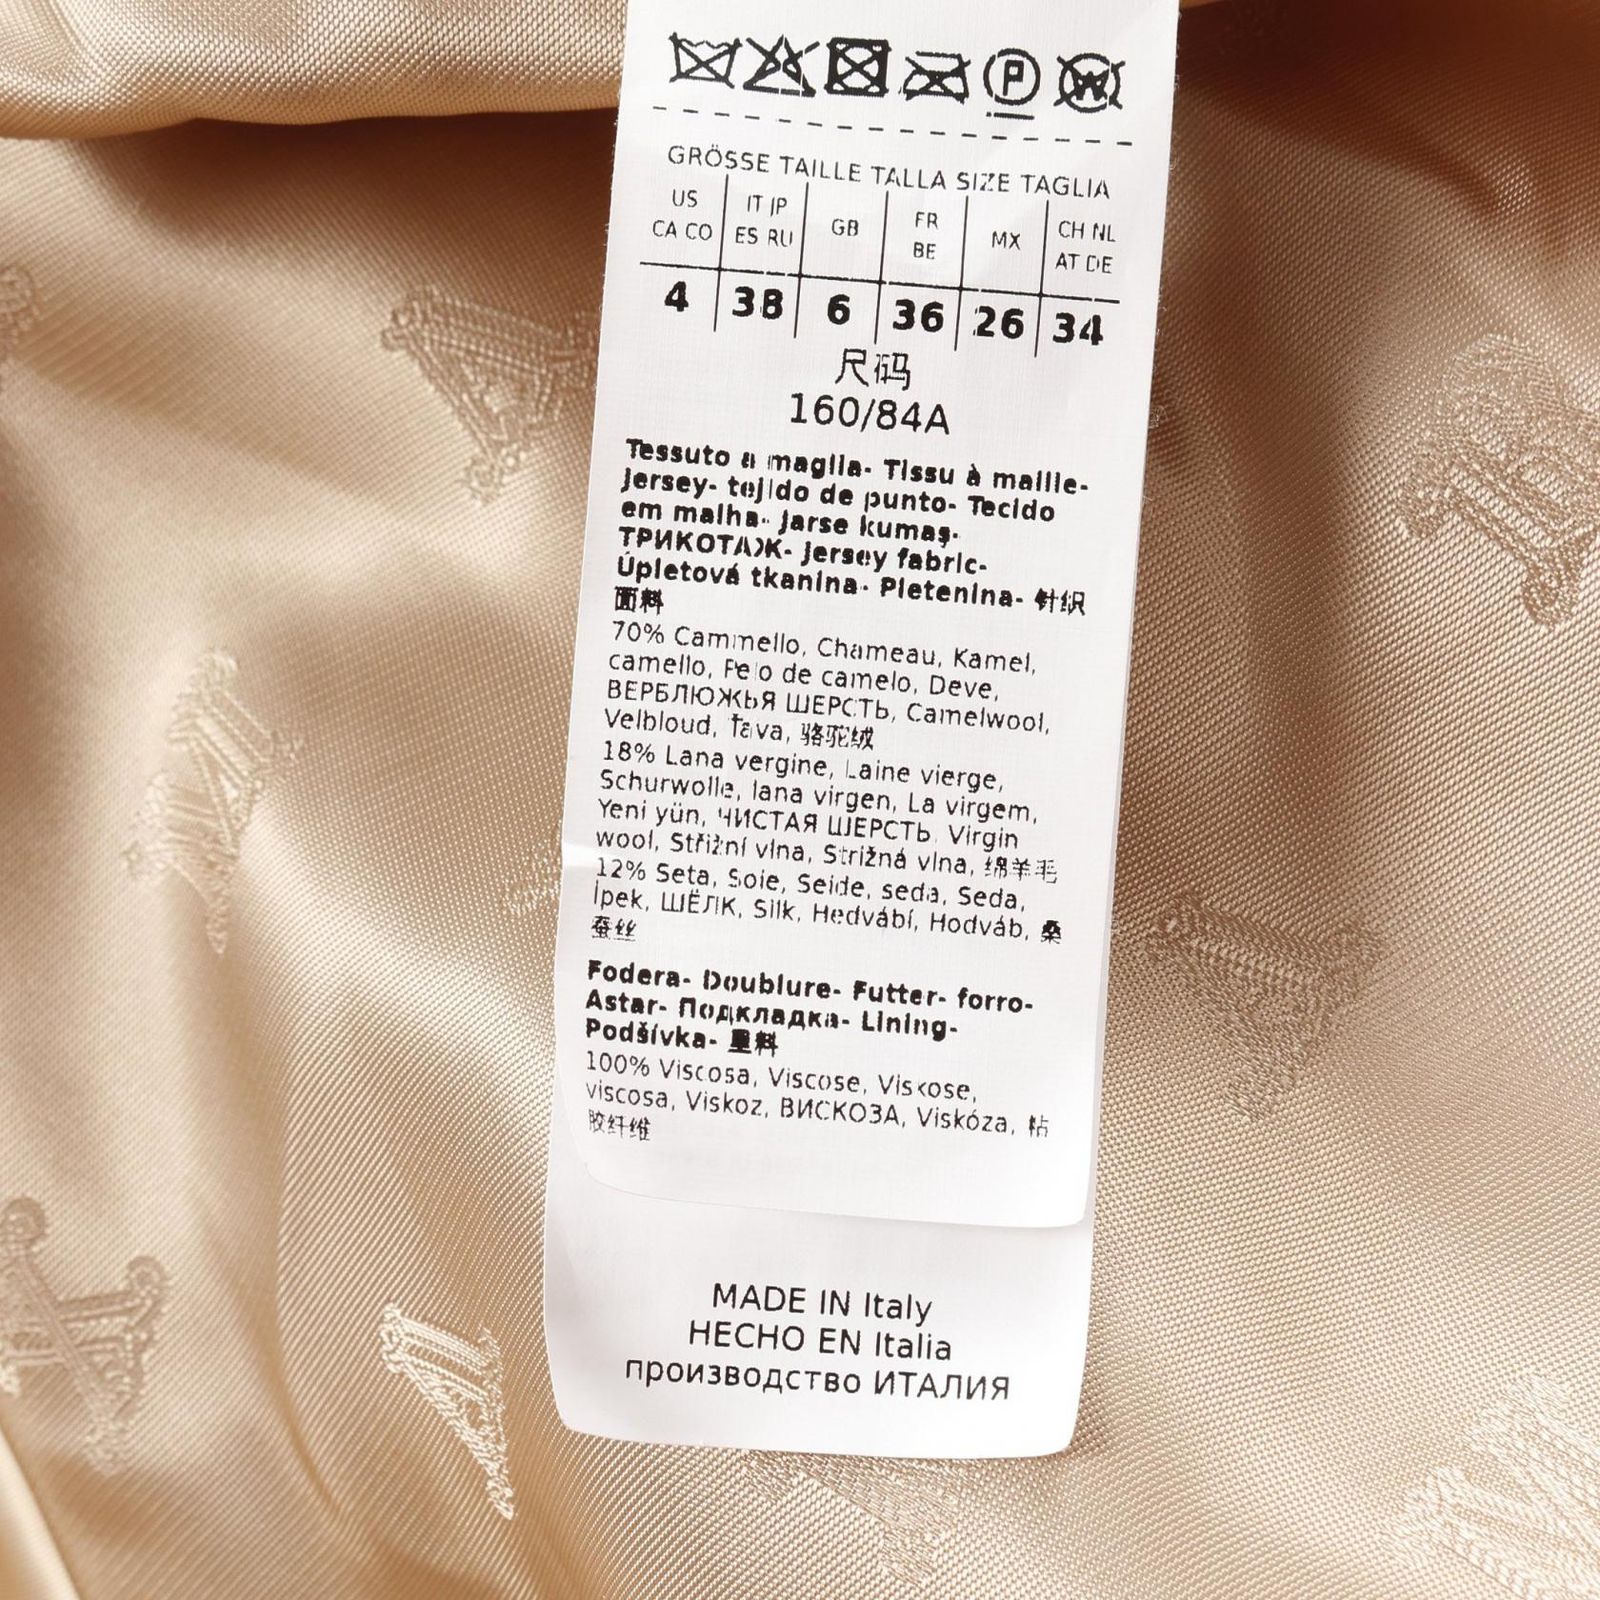 GRÖSSE TAILLE TALLA SIZE TAGLIA
US CA CO
IT JP ES RU
GB
FR BE
MX
CH NL AT DE
4 38 6 36 26 34
尺码
160/84A
Tessuto a maglia- Tissu à maille-
Jersey- tejido de punto- Tecido
em malha- Jarse kumaş-
ТРИКОТАЖ- Jersey fabric-
Úpletová tkanina- Pletenina- 针织
面料
70% Cammello, Chameau, Kamel,
camello, Pelo de camelo, Deve,
ВЕРБЛЮЖЬЯ ШЕРСТЬ, Camelwool,
Velbloud, Ťava, 骆驼绒
18% Lana vergine, Laine vierge,
Schurwolle, lana virgen, La virgem,
Yeni yün, ЧИСТАЯ ШЕРСТЬ, Virgin
wool, Střižní vlna, Strižná vlna, 绵羊毛
12% Seta, Soie, Seide, seda, Seda,
İpek, ШЁЛК, Silk, Hedvábí, Hodváb, 桑
蚕丝
Fodera- Doublure- Futter- forro-
Astar- Подкладка- Lining-
Podšívka- 里料
100% Viscosa, Viscose, Viskose,
viscosa, Viskoz, ВИСКОЗА, Viskóza, 粘
胶纤维
MADE IN Italy
HECHO EN Italia
производство ИТАЛИЯ